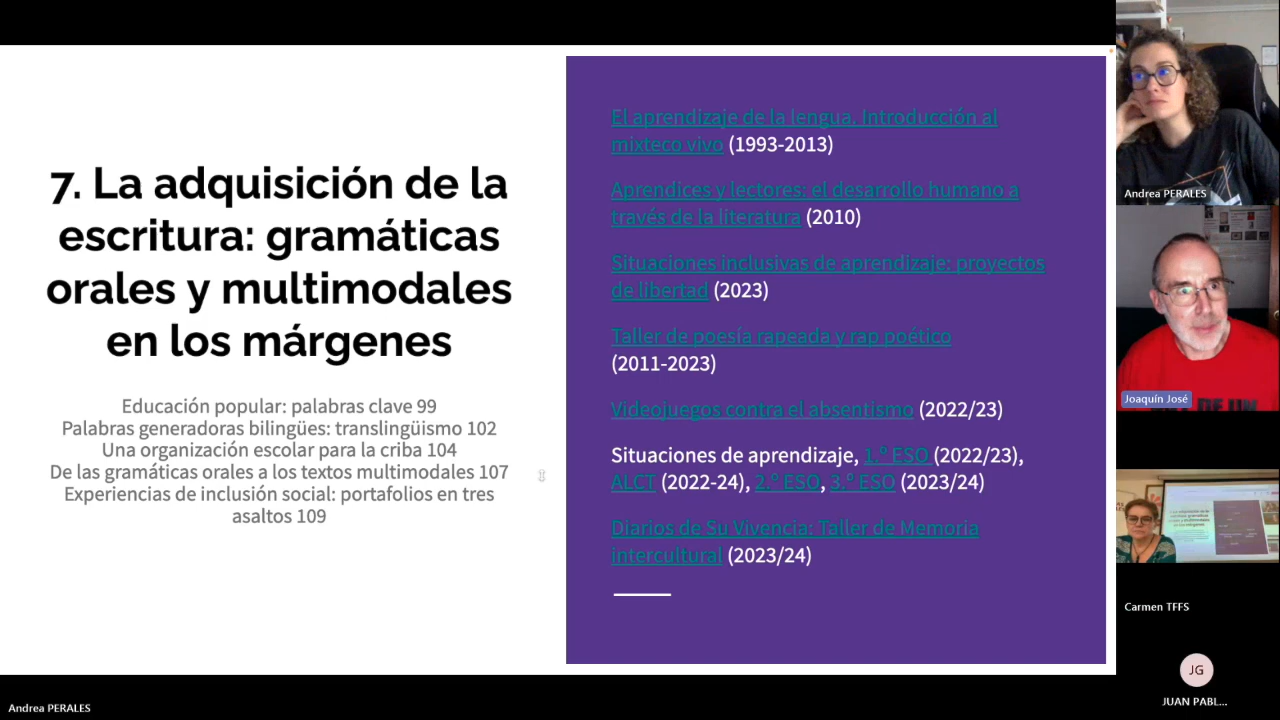 7. La adquisición de la
escritura: gramáticas
orales y multimodales
en los márgenes
Educación popular: palabras clave 99
Palabras generadoras bilingües: translingüismo 102
Una organización escolar para la criba 104
De las gramáticas orales a los textos multimodales 107
Experiencias de inclusión social: portafolios en tres
asaltos 109
El aprendizaje de la lengua. Introducción al
mixteco vivo (1993-2013)
Aprendices y lectores: el desarrollo humano a
través de la literatura (2010)
Situaciones inclusivas de aprendizaje: proyectos
de libertad (2023)
Taller de poesía rapeada y rap poético
(2011-2023)
Videojuegos contra el absentismo (2022/23)
Situaciones de aprendizaje, 1.º ESO (2022/23),
ALCT (2022-24), 2.º ESO, 3.º ESO (2023/24)
Diarios de Su Vivencia: Taller de Memoria
intercultural (2023/24)
Andrea PERALES
Joaquín José
Carmen TFFS
JG
JUAN PABL...
Andrea PERALES